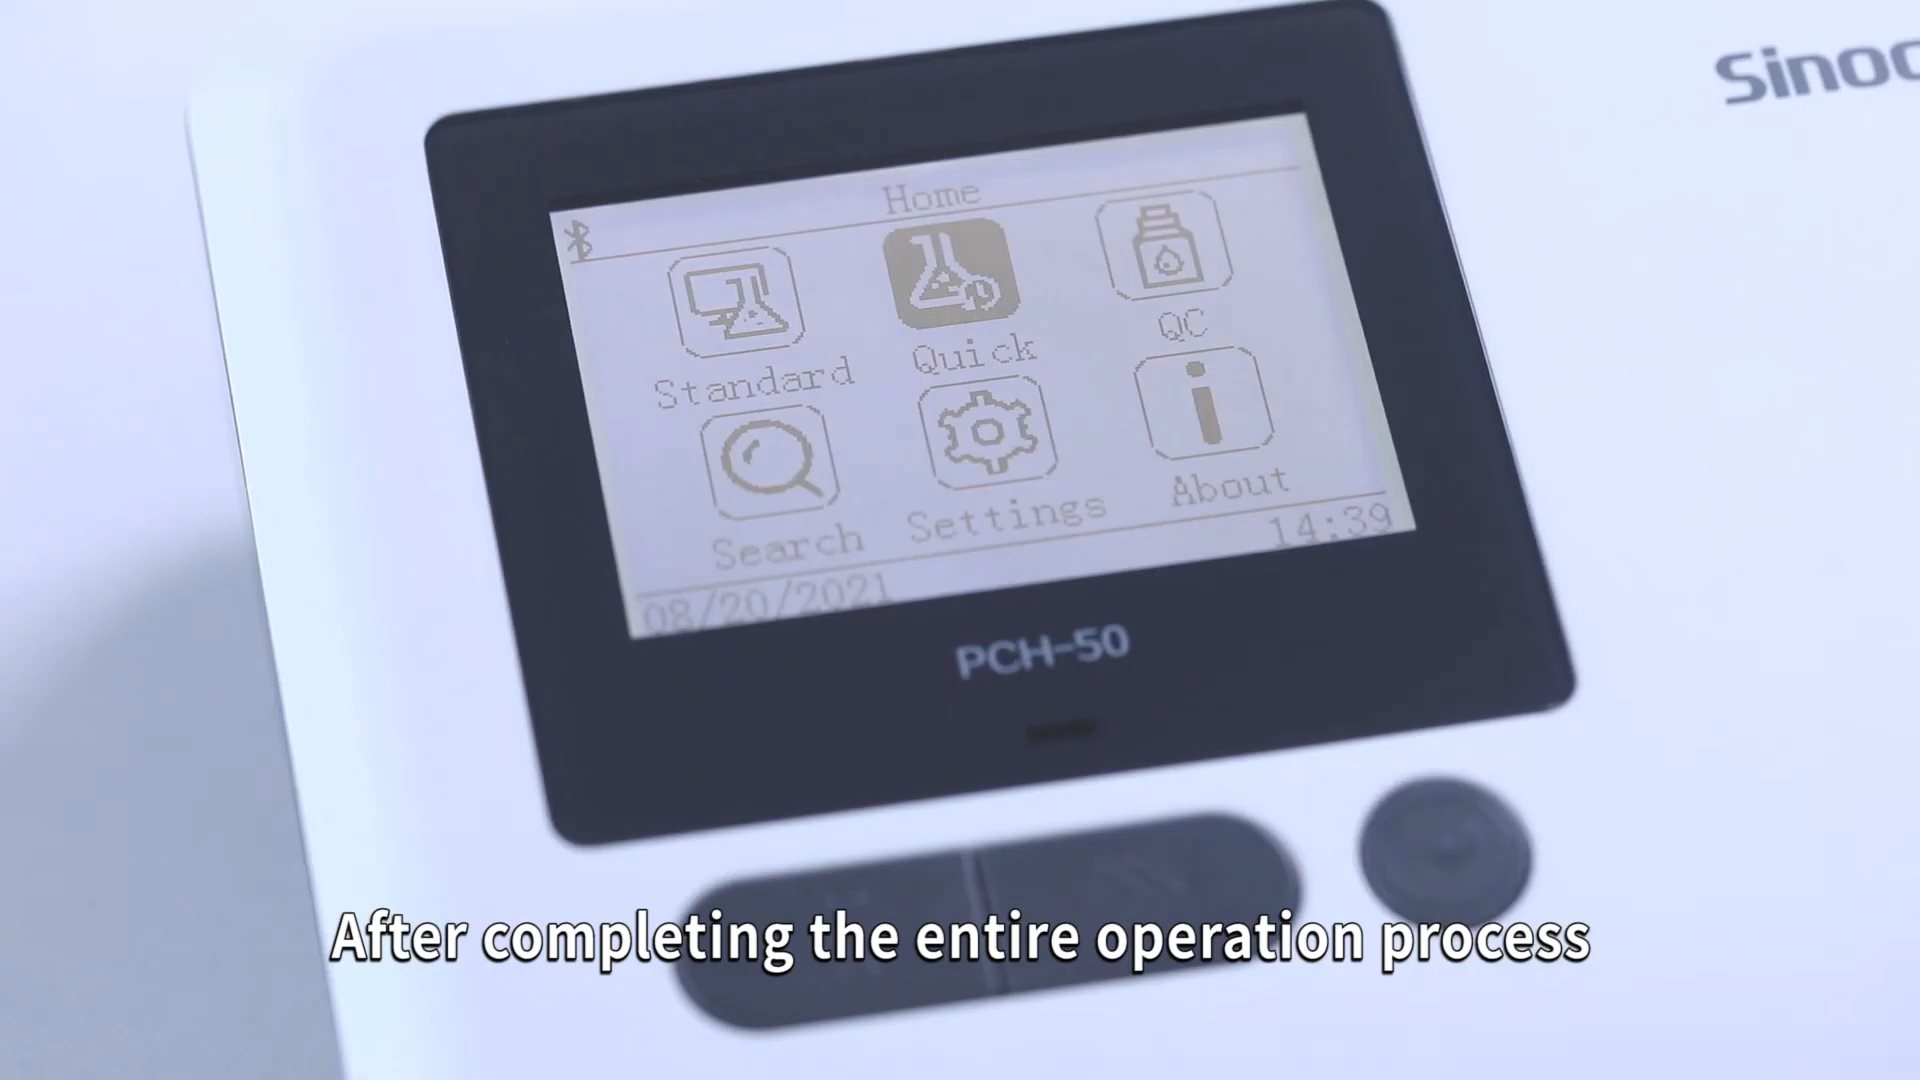 Sinoc
Home
Standard
Quick
QC
Search
Settings
About
08/20/2021
14:39
PCH-50
After completing the entire operation process